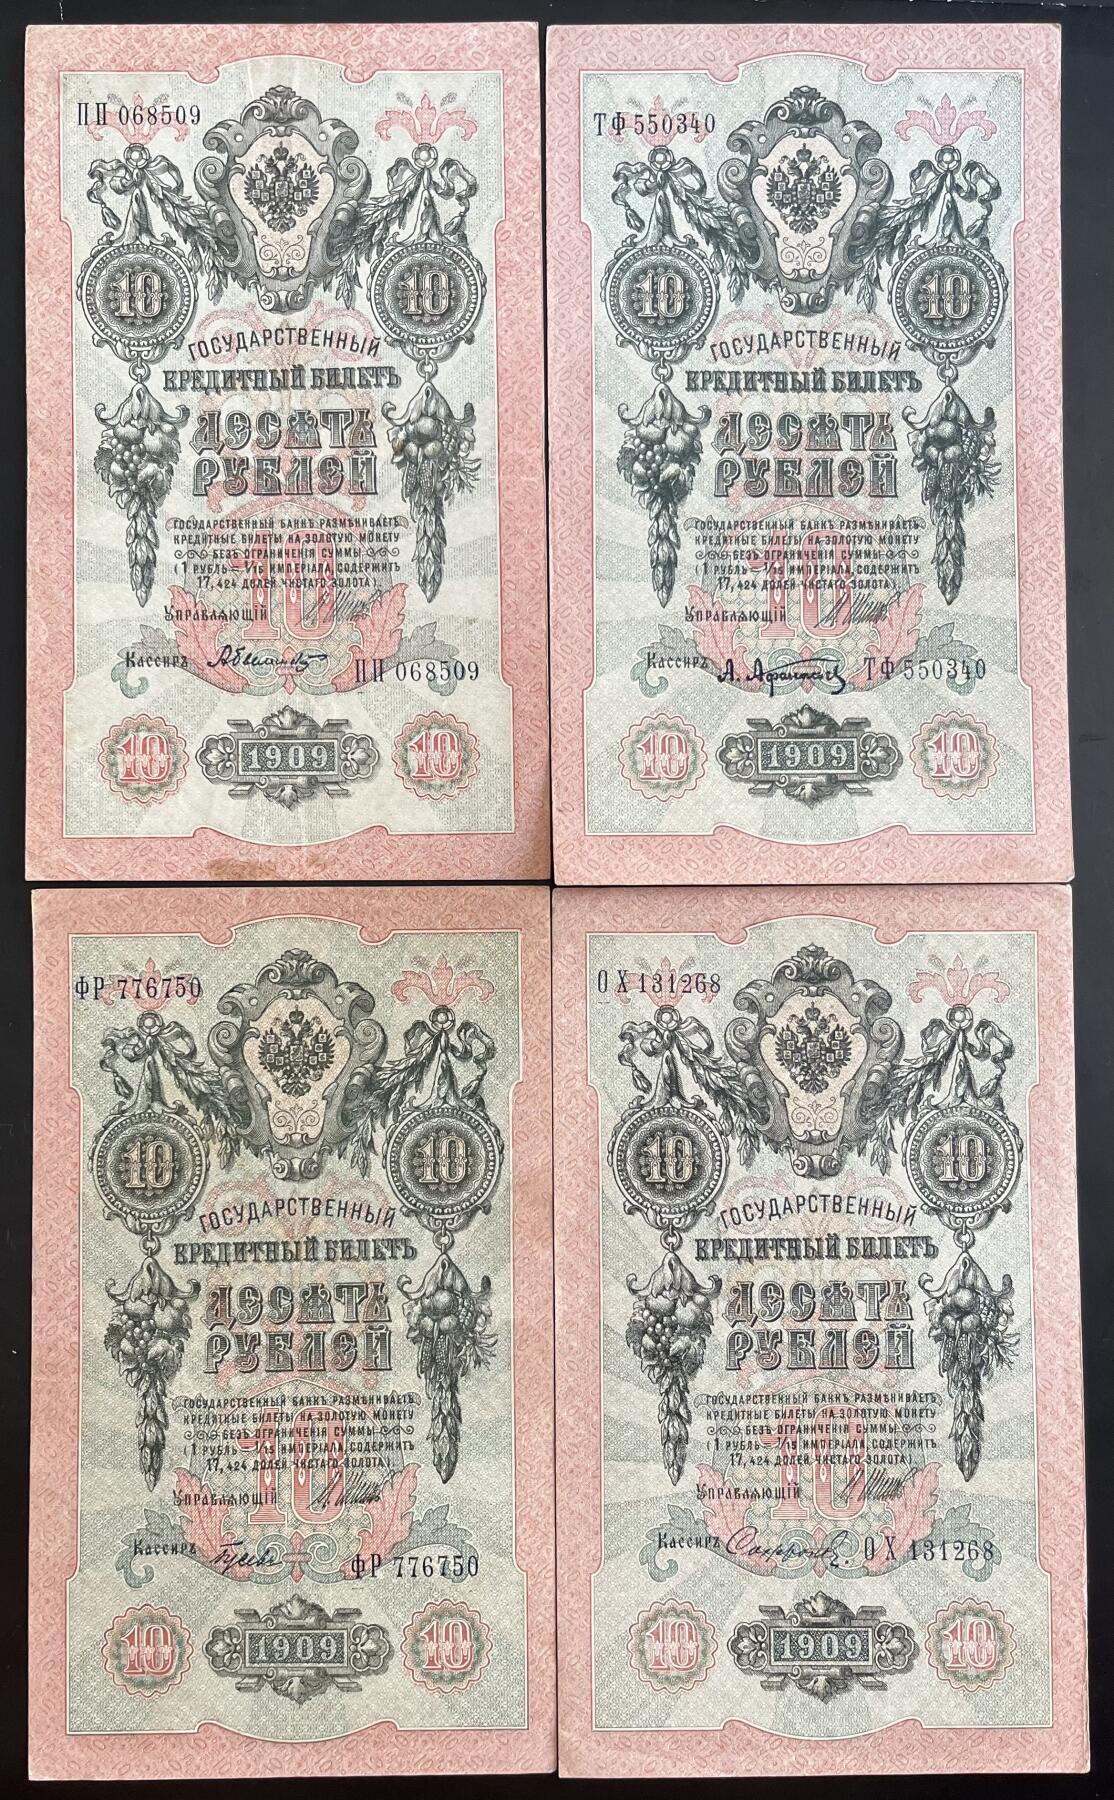 ПП 068509
10 10
ГОСУДАРСТВЕННЫЙ
КРЕДИТНЫЙ БИЛЕТЪ
ДЕСЯТЬ
РУБЛЕЙ
ГОСУДАРСТВЕННЫЙ БАНКЪ РАЗМѢНИВАЕТЪ
КРЕДИТНЫЕ БИЛЕТЫ НА ЗОЛОТУЮ МОНЕТУ
БЕЗЪ ОГРАНИЧЕНІЯ СУММЫ
(1 РУБЛЬ = 1/15 ИМПЕРІАЛА, СОДЕРЖИТЪ
17,424 ДОЛЕЙ ЧИСТАГО ЗОЛОТА).
10
УПРАВЛЯЮЩІЙ
КАССИРЪ
ПП 068509
10 1909 10
ТФ 550340
10 10
ГОСУДАРСТВЕННЫЙ
КРЕДИТНЫЙ БИЛЕТЪ
ДЕСЯТЬ
РУБЛЕЙ
ГОСУДАРСТВЕННЫЙ БАНКЪ РАЗМѢНИВАЕТЪ
КРЕДИТНЫЕ БИЛЕТЫ НА ЗОЛОТУЮ МОНЕТУ
БЕЗЪ ОГРАНИЧЕНІЯ СУММЫ
(1 РУБЛЬ = 1/15 ИМПЕРІАЛА, СОДЕРЖИТЪ
17,424 ДОЛЕЙ ЧИСТАГО ЗОЛОТА).
10
УПРАВЛЯЮЩІЙ
КАССИРЪ
ТФ 550340
10 1909 10
ФР 776750
10 10
ГОСУДАРСТВЕННЫЙ
КРЕДИТНЫЙ БИЛЕТЪ
ДЕСЯТЬ
РУБЛЕЙ
ГОСУДАРСТВЕННЫЙ БАНКЪ РАЗМѢНИВАЕТЪ
КРЕДИТНЫЕ БИЛЕТЫ НА ЗОЛОТУЮ МОНЕТУ
БЕЗЪ ОГРАНИЧЕНІЯ СУММЫ
(1 РУБЛЬ = 1/15 ИМПЕРІАЛА, СОДЕРЖИТЪ
17,424 ДОЛЕЙ ЧИСТАГО ЗОЛОТА).
10
УПРАВЛЯЮЩІЙ
КАССИРЪ
ФР 776750
10 1909 10
ОХ 131268
10 10
ГОСУДАРСТВЕННЫЙ
КРЕДИТНЫЙ БИЛЕТЪ
ДЕСЯТЬ
РУБЛЕЙ
ГОСУДАРСТВЕННЫЙ БАНКЪ РАЗМѢНИВАЕТЪ
КРЕДИТНЫЕ БИЛЕТЫ НА ЗОЛОТУЮ МОНЕТУ
БЕЗЪ ОГРАНИЧЕНІЯ СУММЫ
(1 РУБЛЬ = 1/15 ИМПЕРІАЛА, СОДЕРЖИТЪ
17,424 ДОЛЕЙ ЧИСТАГО ЗОЛОТА).
10
УПРАВЛЯЮЩІЙ
КАССИРЪ
ОХ 131268
10 1909 10